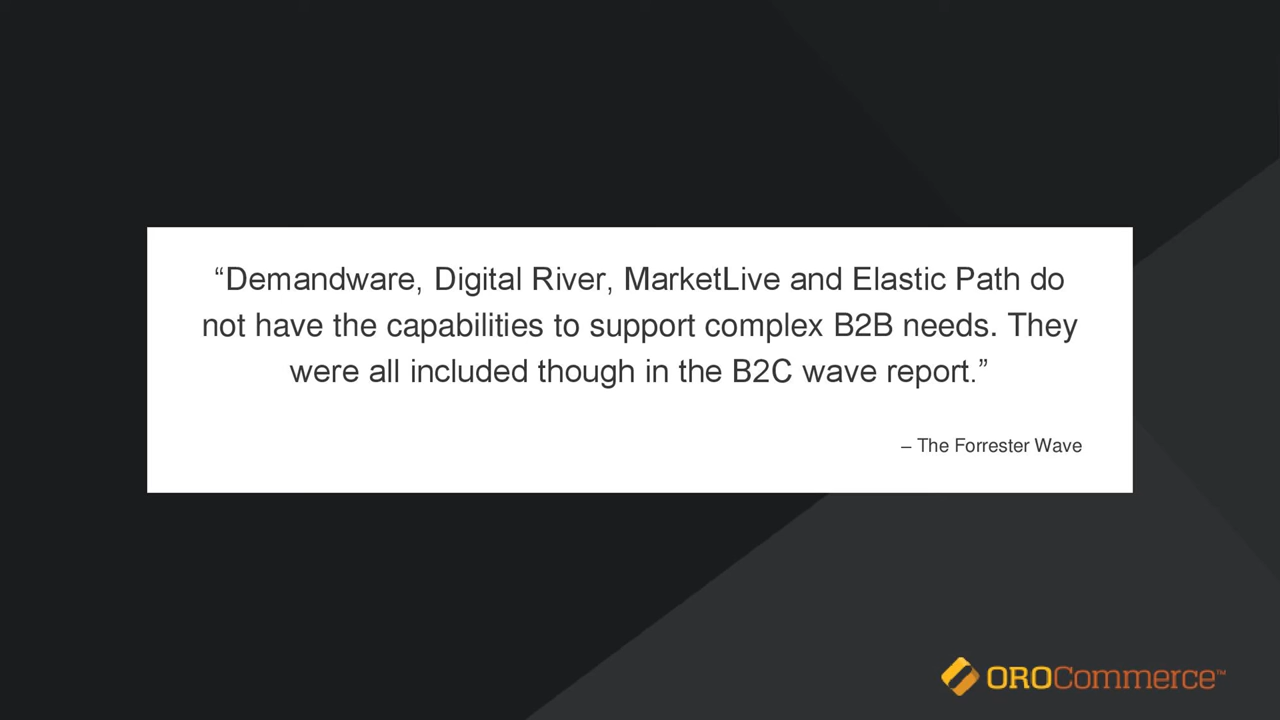 “Demandware, Digital River, MarketLive and Elastic Path do
not have the capabilities to support complex B2B needs. They
were all included though in the B2C wave report.”
– The Forrester Wave
OROCommerce™